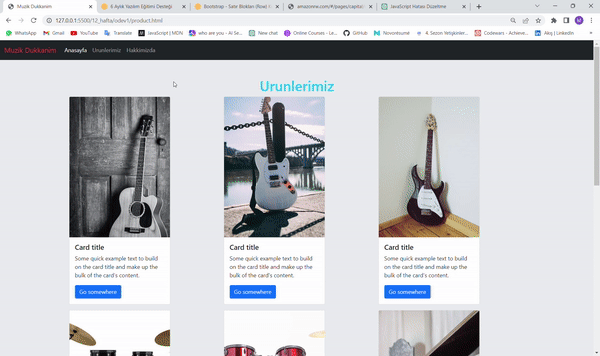 Muzik Dukkanim
6 Aylık Yazılım Eğitimi Desteği
Bootstrap - Satır Blokları (Row)
JavaScript Hatası Düzeltme
127.0.0.1:5500/12_hafta/odev1/product.html
WhatsApp Gmail YouTube Translate JavaScript | MDN who are you - Ai Se... New chat Online Courses - Le... GitHub Novoresumé 4. Sezon Yetişkinler... Codewars - Achieve... Akış | LinkedIn
Muzik Dukkanim Anasayfa Urunlerimiz Hakkimizda
Urunlerimiz
Card title
Some quick example text to build
on the card title and make up the
bulk of the card's content.
Go somewhere
Card title
Some quick example text to build
on the card title and make up the
bulk of the card's content.
Go somewhere
Card title
Some quick example text to build
on the card title and make up the
bulk of the card's content.
Go somewhere